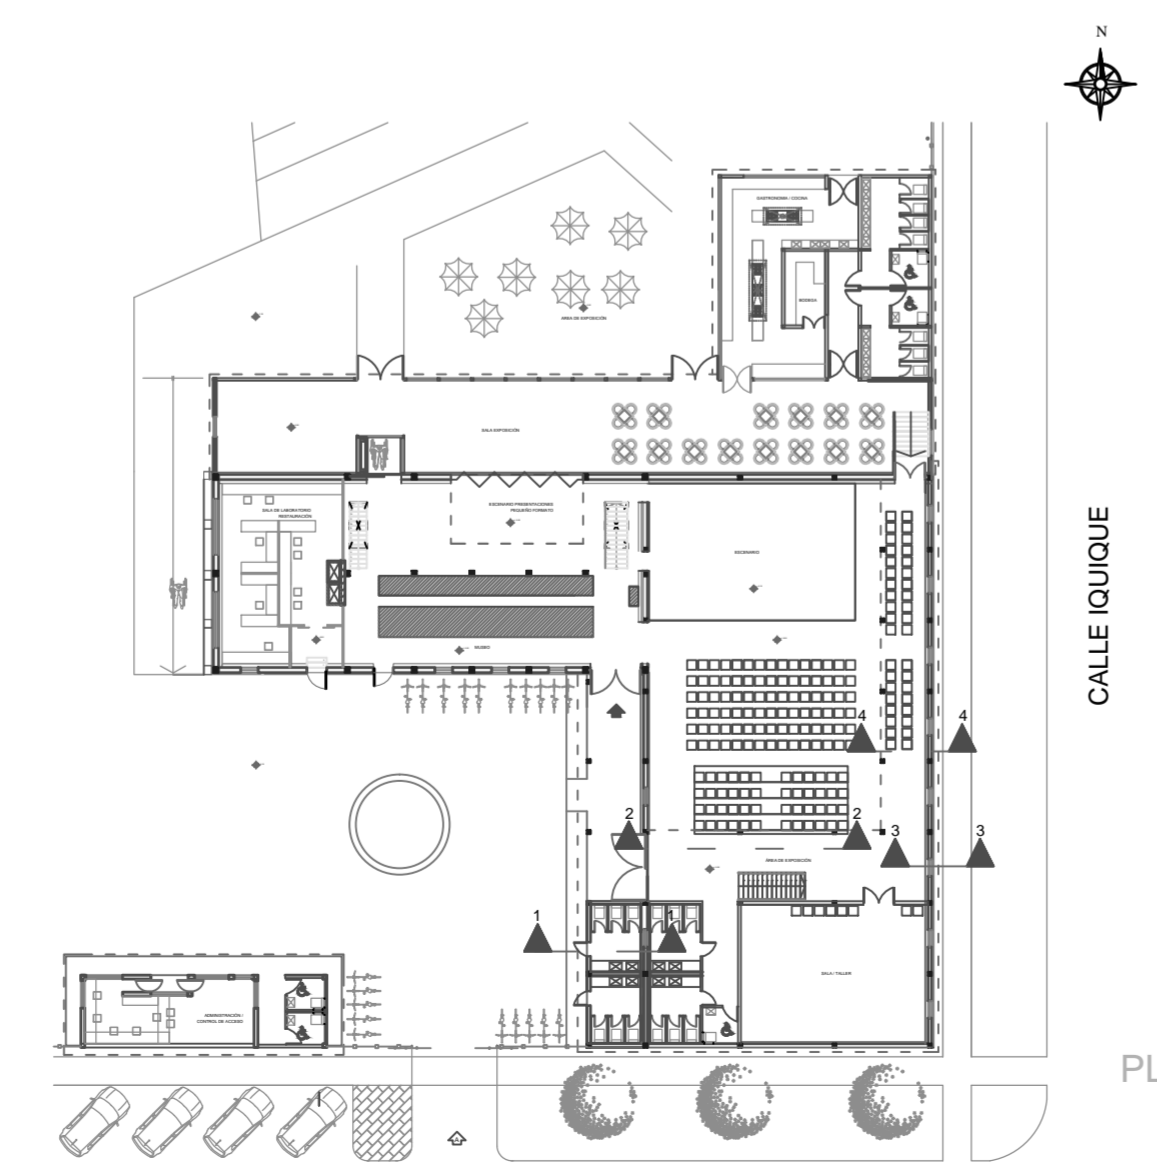 N
GASTRONOMIA / COCINA
BODEGA
ÁREA DE EXPOSICIÓN
SALA EXPOSICIÓN
ESCENARIO PRESENTACIONES
PEQUEÑO FORMATO
SALA DE LABORATORIO
RESTAURACIÓN
ESCENARIO
CALLE IQUIQUE
MUSEO
4
4
2
2
3
3
ÁREA DE EXPOSICIÓN
1
1
SALA / TALLER
ADMINISTRACIÓN /
CONTROL DE ACCESO
PL
A